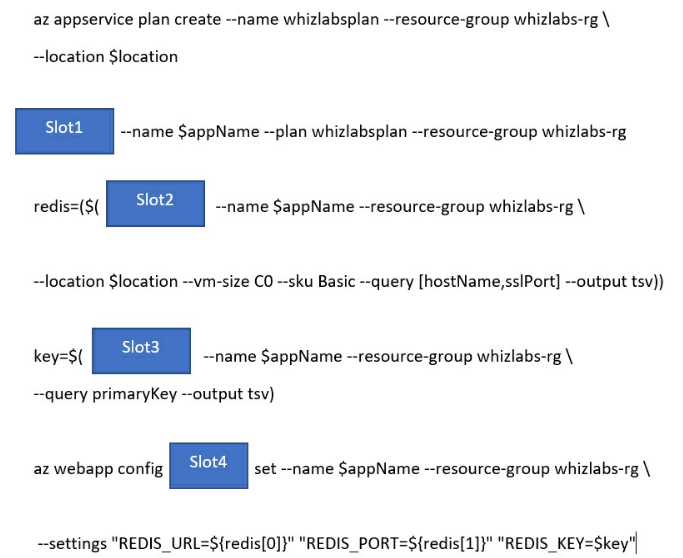 az appservice plan create --name whizlabsplan --resource-group whizlabs-rg \
--location $location
Slot1 --name $appName --plan whizlabsplan --resource-group whizlabs-rg
redis=($( Slot2 --name $appName --resource-group whizlabs-rg \
--location $location --vm-size C0 --sku Basic --query [hostName,sslPort] --output tsv))
key=$( Slot3 --name $appName --resource-group whizlabs-rg \
--query primaryKey --output tsv)
az webapp config Slot4 set --name $appName --resource-group whizlabs-rg \
--settings "REDIS_URL=${redis[0]}" "REDIS_PORT=${redis[1]}" "REDIS_KEY=$key"